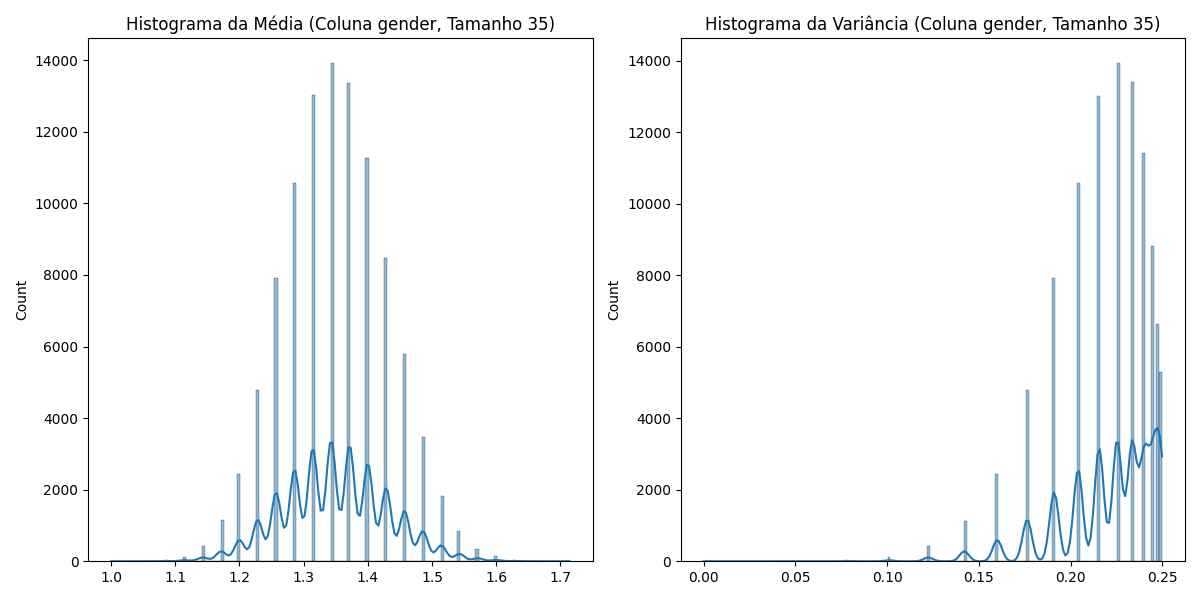 Histograma da Média (Coluna gender, Tamanho 35)
Count
14000
12000
10000
8000
6000
4000
2000
0
1.0 1.1 1.2 1.3 1.4 1.5 1.6 1.7
Histograma da Variância (Coluna gender, Tamanho 35)
Count
14000
12000
10000
8000
6000
4000
2000
0
0.00 0.05 0.10 0.15 0.20 0.25